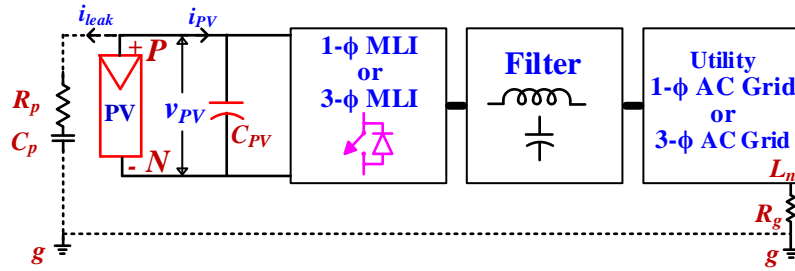 i_leak
i_PV
+ P
R_p
C_p
PV
v_PV
C_PV
- N
g
1-ϕ MLI
or
3-ϕ MLI
Filter
Utility
1-ϕ AC Grid
or
3-ϕ AC Grid
L_n
R_g
g